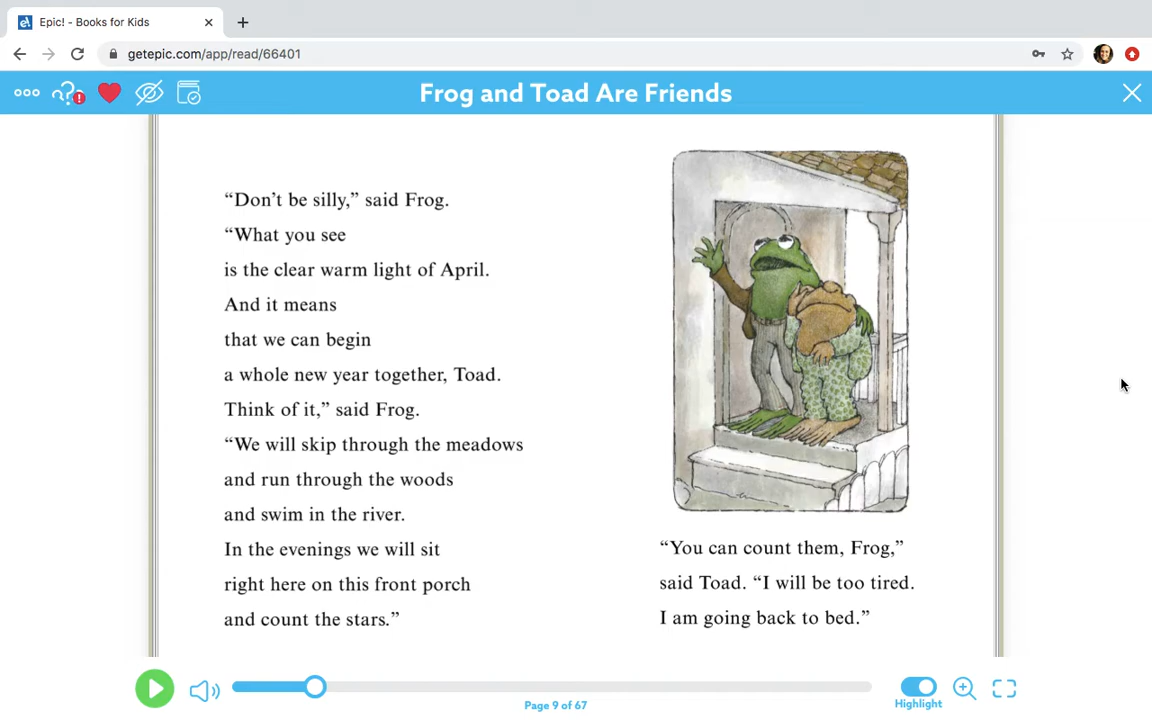 Epic! - Books for Kids
getepic.com/app/read/66401
Frog and Toad Are Friends
“Don’t be silly,” said Frog.
“What you see
is the clear warm light of April.
And it means
that we can begin
a whole new year together, Toad.
Think of it,” said Frog.
“We will skip through the meadows
and run through the woods
and swim in the river.
In the evenings we will sit
right here on this front porch
and count the stars.”
“You can count them, Frog,”
said Toad. “I will be too tired.
I am going back to bed.”
Page 9 of 67
Highlight